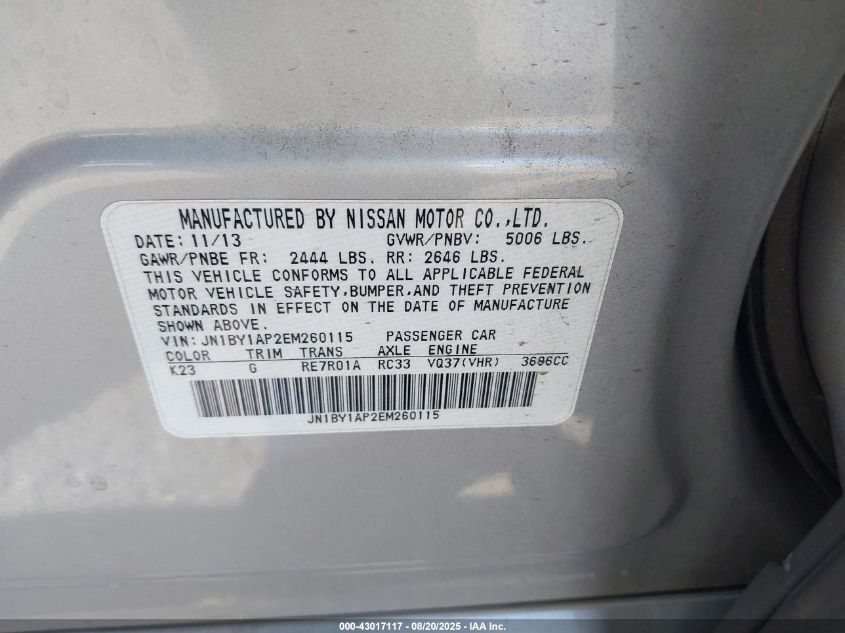 MANUFACTURED BY NISSAN MOTOR CO.,LTD.
DATE: 11/13 GVWR/PNBV: 5006 LBS.
GAWR/PNBE FR: 2444 LBS. RR: 2646 LBS.
THIS VEHICLE CONFORMS TO ALL APPLICABLE FEDERAL
MOTOR VEHICLE SAFETY,BUMPER,AND THEFT PREVENTION
STANDARDS IN EFFECT ON THE DATE OF MANUFACTURE
SHOWN ABOVE.
VIN: JN1BY1AP2EM260115 PASSENGER CAR
COLOR TRIM TRANS AXLE ENGINE
K23 G RE7R01A RC33 VQ37(VHR) 3696CC
JN1BY1AP2EM260115
000-43017117 - 08/20/2025 - IAA Inc.